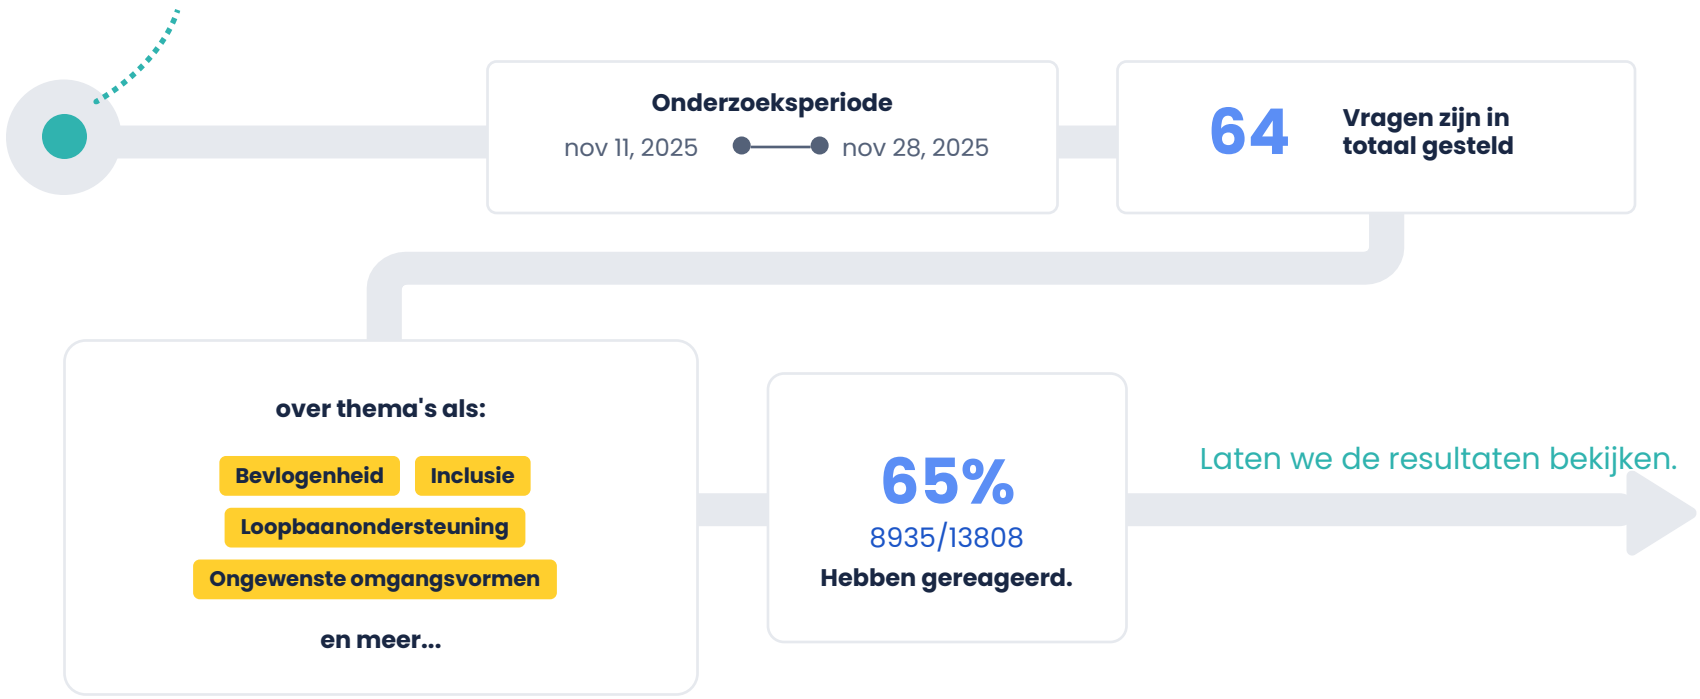 Onderzoeksperiode
nov 11, 2025 nov 28, 2025
64
Vragen zijn in
totaal gesteld
over thema's als:
Bevlogenheid Inclusie
Loopbaanondersteuning
Ongewenste omgangsvormen
en meer...
65%
8935/13808
Hebben gereageerd.
Laten we de resultaten bekijken.